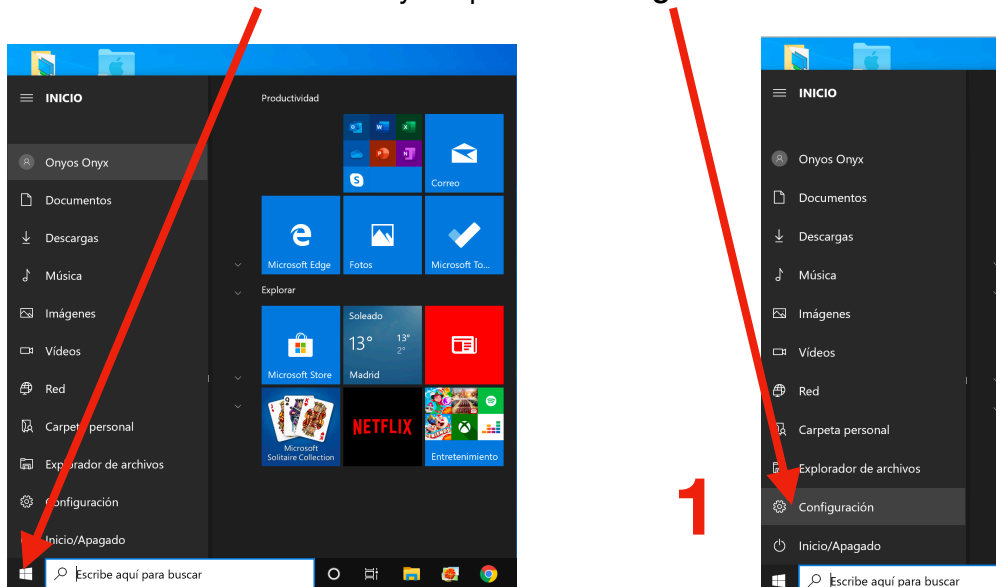 INICIO
Onyos Onyx
Documentos
Descargas
Música
Imágenes
Vídeos
Red
Carpeta personal
Explorador de archivos
Configuración
Inicio/Apagado
Escribe aquí para buscar
Productividad
Correo
Microsoft Edge
Fotos
Microsoft To...
Explorar
Microsoft Store
Soleado
13°
13°
2°
Madrid
Microsoft
Solitaire Collection
NETFLIX
Entretenimiento
1
INICIO
Onyos Onyx
Documentos
Descargas
Música
Imágenes
Vídeos
Red
Carpeta personal
Explorador de archivos
Configuración
Inicio/Apagado
Escribe aquí para buscar